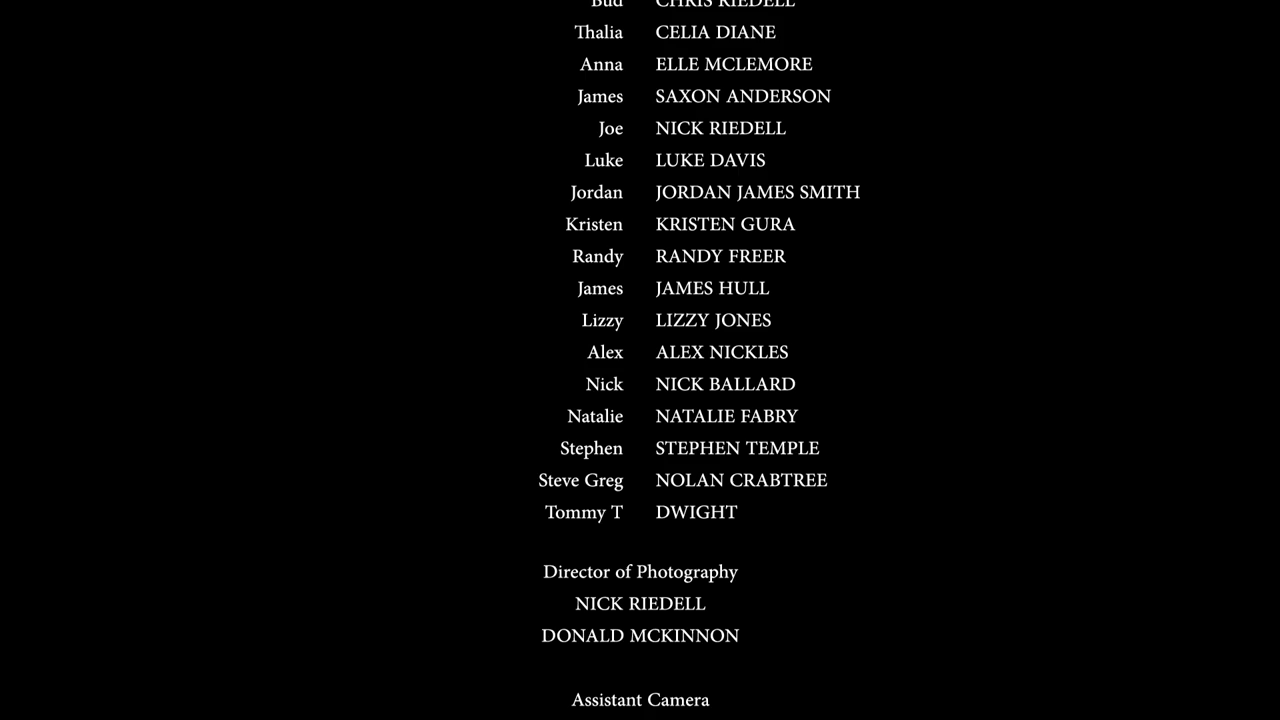 Bud CHRIS RIEDELL
Thalia CELIA DIANE
Anna ELLE MCLEMORE
James SAXON ANDERSON
Joe NICK RIEDELL
Luke LUKE DAVIS
Jordan JORDAN JAMES SMITH
Kristen KRISTEN GURA
Randy RANDY FREER
James JAMES HULL
Lizzy LIZZY JONES
Alex ALEX NICKLES
Nick NICK BALLARD
Natalie NATALIE FABRY
Stephen STEPHEN TEMPLE
Steve Greg NOLAN CRABTREE
Tommy T DWIGHT
Director of Photography
NICK RIEDELL
DONALD MCKINNON
Assistant Camera